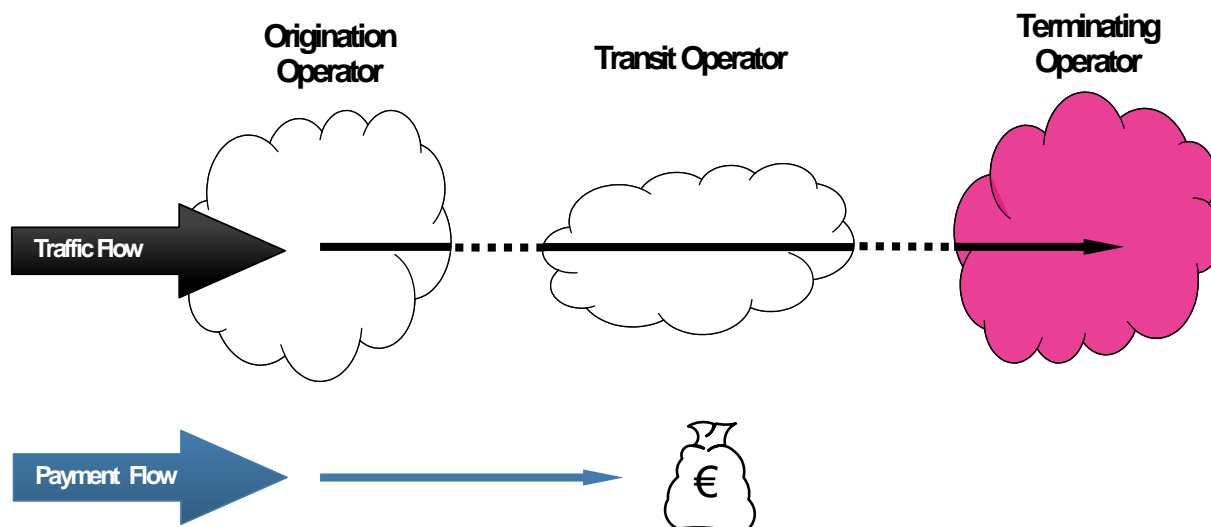 Origination
Operator
Transit Operator
Terminating
Operator
Traffic Flow
Payment Flow
€